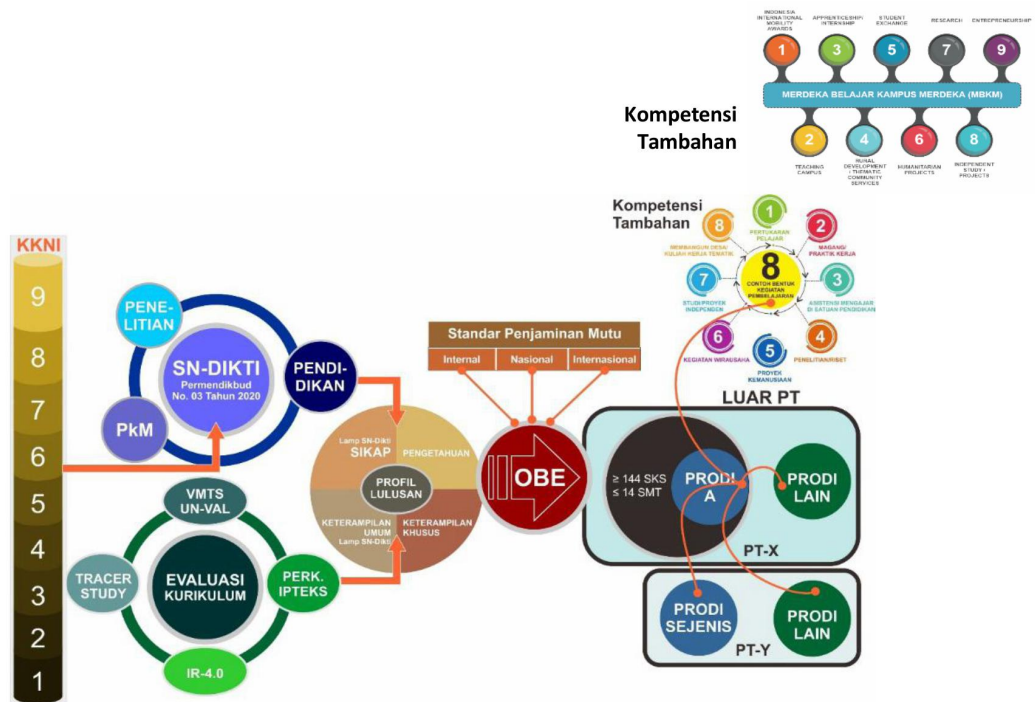 INDONESIA
INTERNATIONAL
MOBILITY
AWARDS
APPRENTICESHIP/
INTERNSHIP
STUDENT
EXCHANGE
RESEARCH
ENTREPRENEURSHIP
1
3
5
7
9
MERDEKA BELAJAR KAMPUS MERDEKA (MBKM)
2
4
6
8
TEACHING
CAMPUS
RURAL
DEVELOPMENT
/ THEMATIC
COMMUNITY
SERVICES
HUMANITARIAN
PROJECTS
INDEPENDENT
STUDY /
PROJECTS
Kompetensi
Tambahan
Kompetensi
Tambahan
1
PERTUKARAN
PELAJAR
2
MAGANG/
PRAKTIK KERJA
3
ASISTENSI MENGAJAR
DI SATUAN PENDIDIKAN
4
PENELITIAN/RISET
5
PROYEK
KEMANUSIAAN
6
KEGIATAN WIRAUSAHA
7
STUDI/PROYEK
INDEPENDEN
8
MEMBANGUN DESA/
KULIAH KERJA TEMATIK
8
CONTOH BENTUK
KEGIATAN
PEMBELAJARAN
KKNI
9
8
7
6
5
4
3
2
1
PENE-
LITIAN
SN-DIKTI
Permendikbud
No. 03 Tahun 2020
PENDI-
DIKAN
PkM
VMTS
UN-VAL
TRACER
STUDY
EVALUASI
KURIKULUM
PERK.
IPTEKS
IR-4.0
Lamp SN-Dikti
SIKAP
PENGETAHUAN
PROFIL
LULUSAN
KETERAMPILAN
UMUM
Lamp SN-Dikti
KETERAMPILAN
KHUSUS
Standar Penjaminan Mutu
Internal
Nasional
Internasional
OBE
LUAR PT
≥ 144 SKS
≤ 14 SMT
PRODI
A
PRODI
LAIN
PT-X
PRODI
SEJENIS
PRODI
LAIN
PT-Y